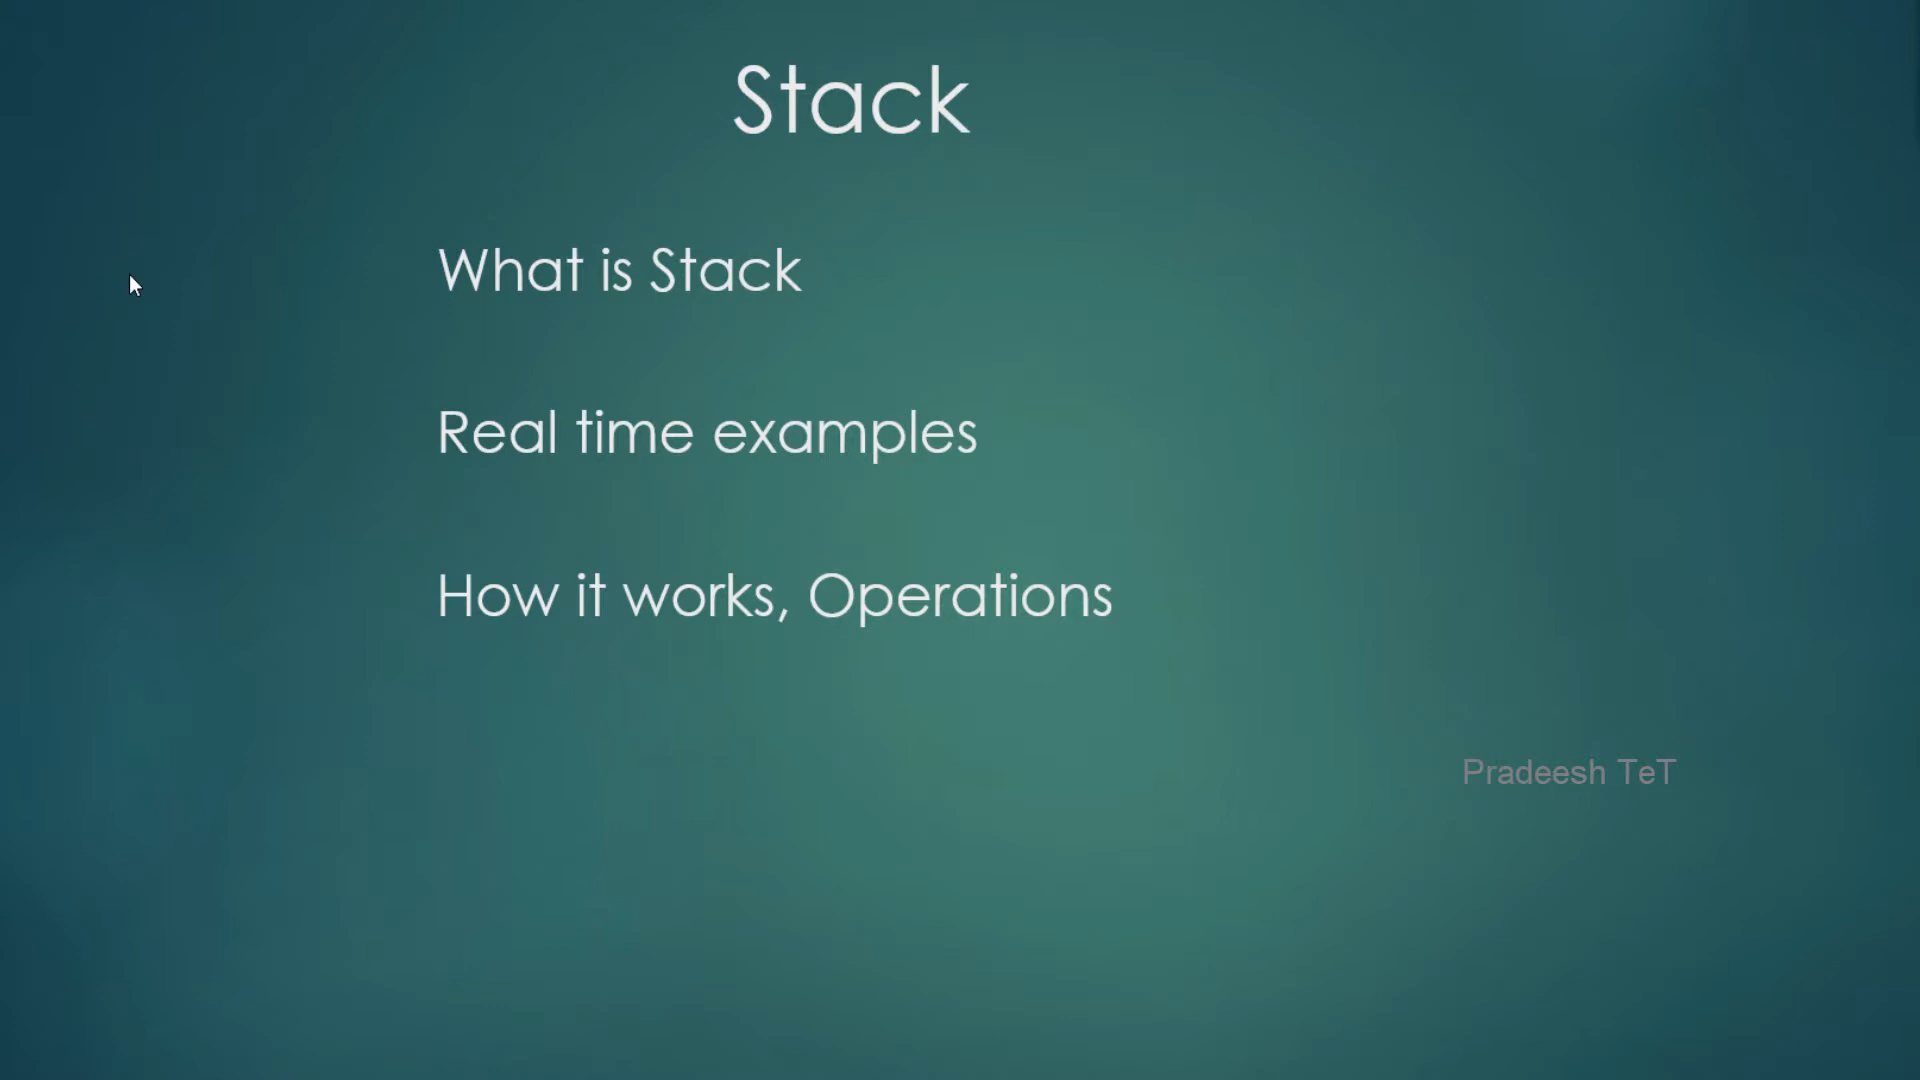 Stack
What is Stack
Real time examples
How it works, Operations
Pradeesh TeT